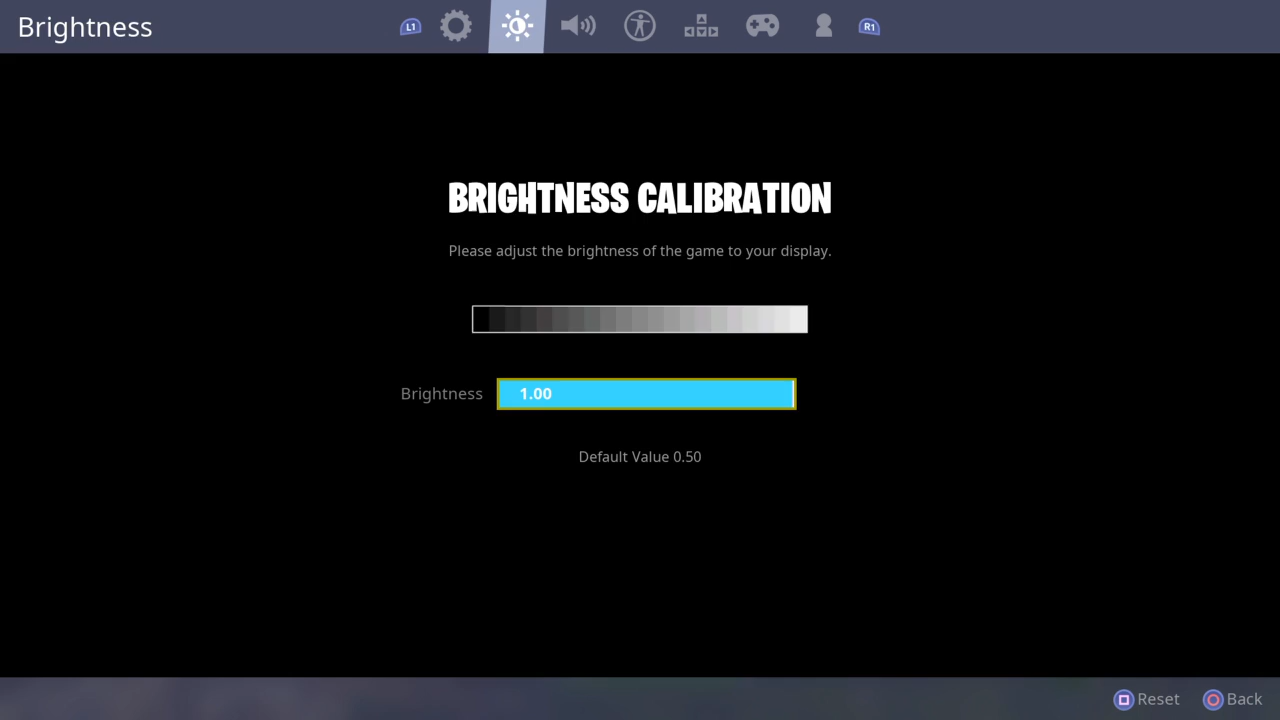 Brightness
L1
R1
BRIGHTNESS CALIBRATION
Please adjust the brightness of the game to your display.
Brightness 1.00
Default Value 0.50
Reset Back